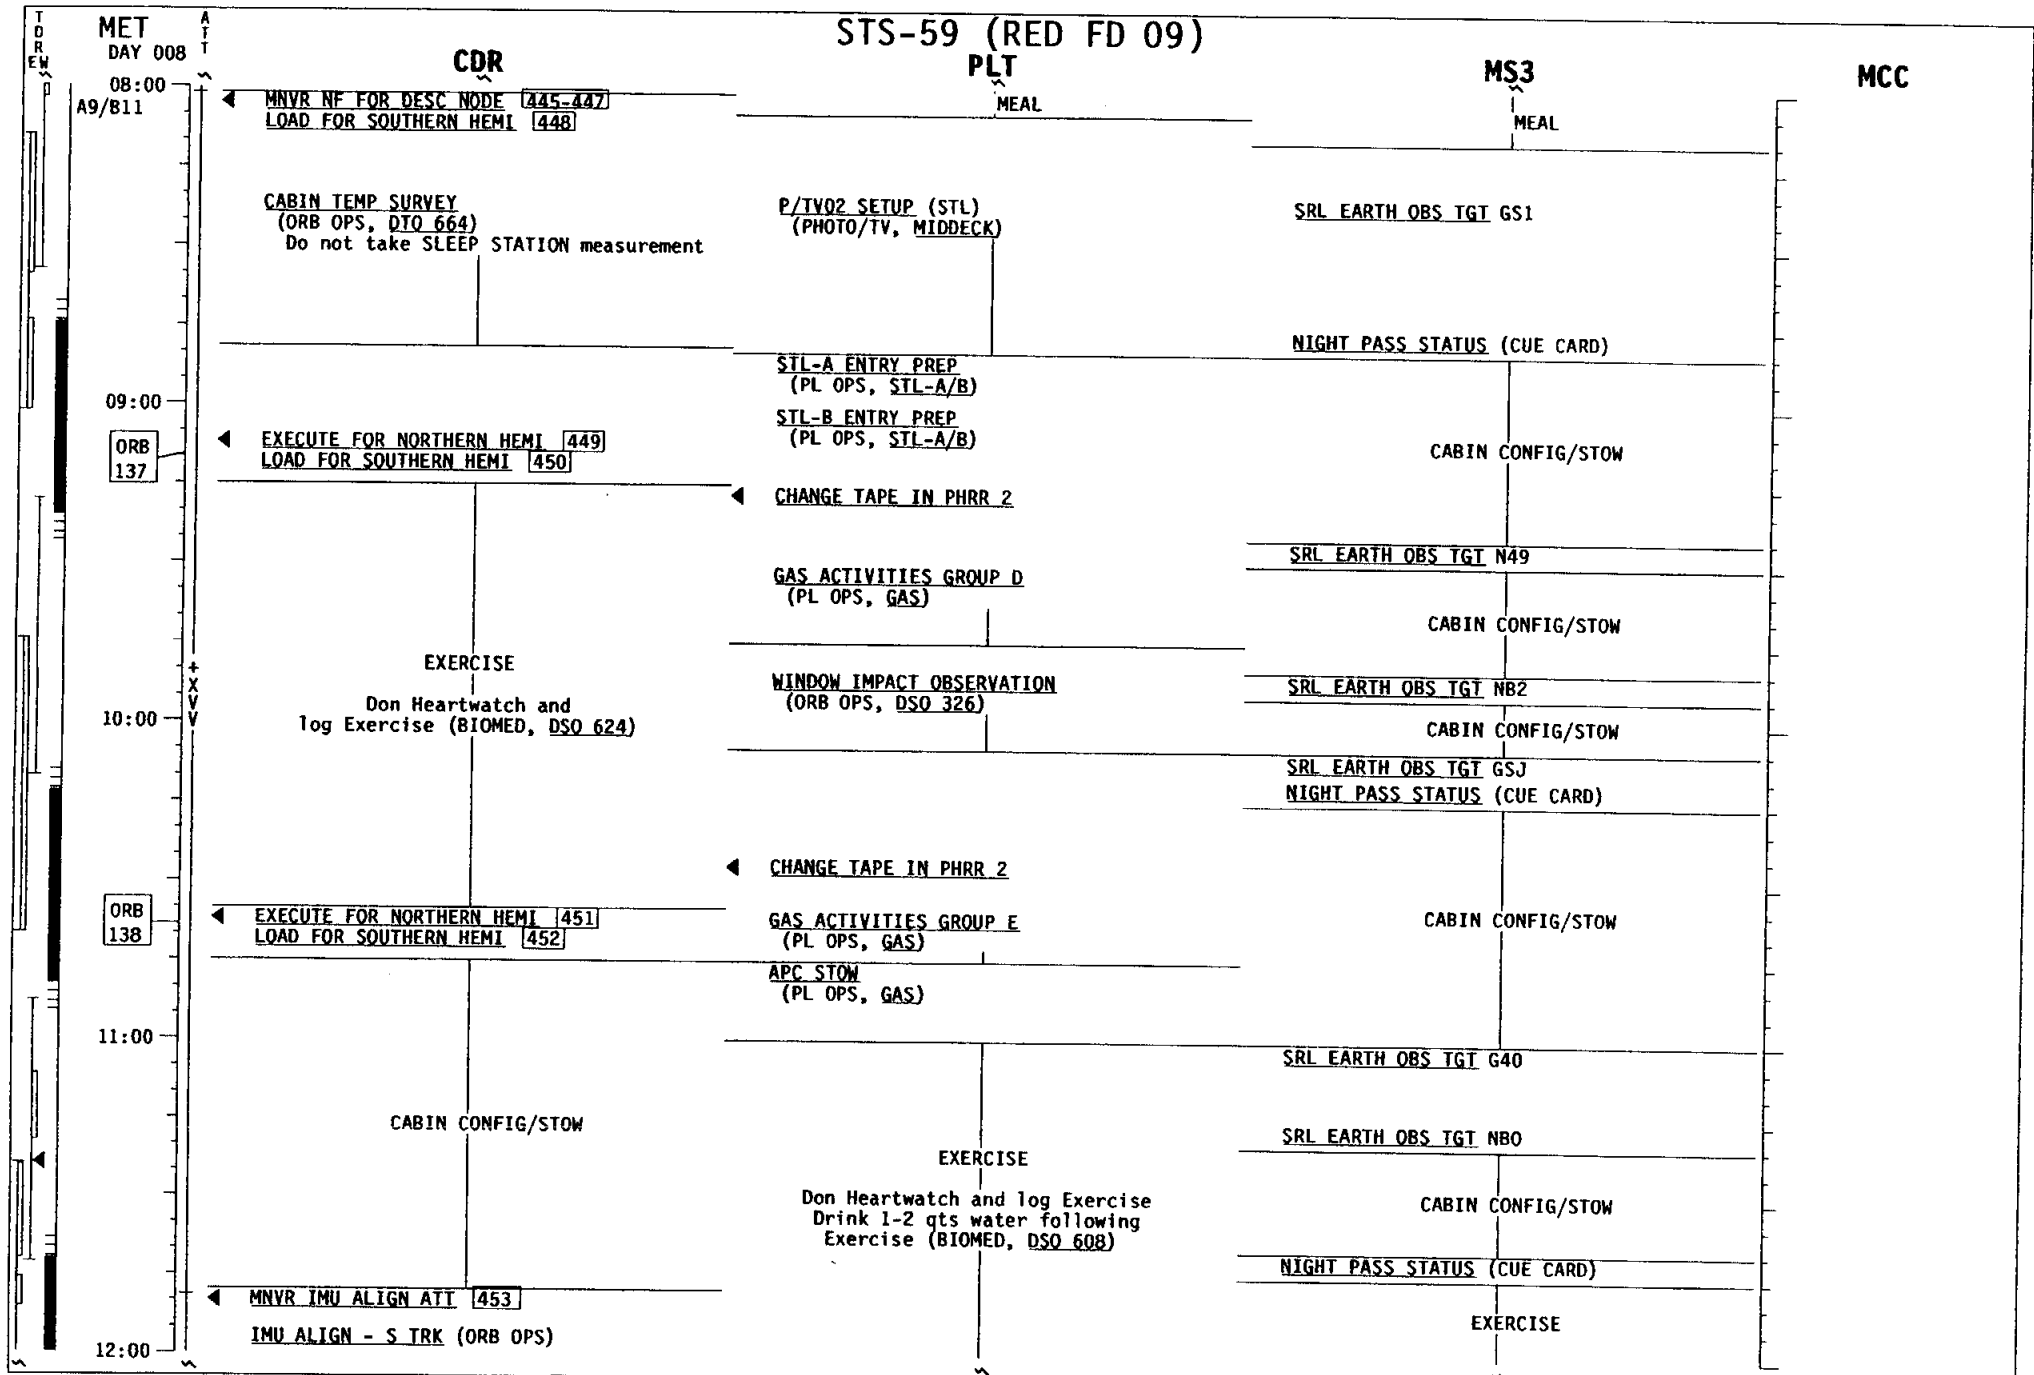 STS-59 (RED FD 09)
TDRE W
MET
DAY 008
ATT
CDR
PLT
MS3
MCC
08:00
A9/B11
MNVR NF FOR DESC NODE 445-447
LOAD FOR SOUTHERN HEMI 448
CABIN TEMP SURVEY
(ORB OPS, DTO 664)
Do not take SLEEP STATION measurement
09:00
ORB
137
EXECUTE FOR NORTHERN HEMI 449
LOAD FOR SOUTHERN HEMI 450
EXERCISE
Don Heartwatch and
log Exercise (BIOMED, DSO 624)
+XVV
10:00
ORB
138
EXECUTE FOR NORTHERN HEMI 451
LOAD FOR SOUTHERN HEMI 452
11:00
CABIN CONFIG/STOW
MNVR IMU ALIGN ATT 453
IMU ALIGN - S TRK (ORB OPS)
12:00
MEAL
P/TV02 SETUP (STL)
(PHOTO/TV, MIDDECK)
STL-A ENTRY PREP
(PL OPS, STL-A/B)
STL-B ENTRY PREP
(PL OPS, STL-A/B)
CHANGE TAPE IN PHRR 2
GAS ACTIVITIES GROUP D
(PL OPS, GAS)
WINDOW IMPACT OBSERVATION
(ORB OPS, DSO 326)
CHANGE TAPE IN PHRR 2
GAS ACTIVITIES GROUP E
(PL OPS, GAS)
APC STOW
(PL OPS, GAS)
EXERCISE
Don Heartwatch and log Exercise
Drink 1-2 qts water following
Exercise (BIOMED, DSO 608)
MEAL
SRL EARTH OBS TGT GS1
NIGHT PASS STATUS (CUE CARD)
CABIN CONFIG/STOW
SRL EARTH OBS TGT N49
CABIN CONFIG/STOW
SRL EARTH OBS TGT NB2
CABIN CONFIG/STOW
SRL EARTH OBS TGT GSJ
NIGHT PASS STATUS (CUE CARD)
CABIN CONFIG/STOW
SRL EARTH OBS TGT G40
SRL EARTH OBS TGT NBO
CABIN CONFIG/STOW
NIGHT PASS STATUS (CUE CARD)
EXERCISE